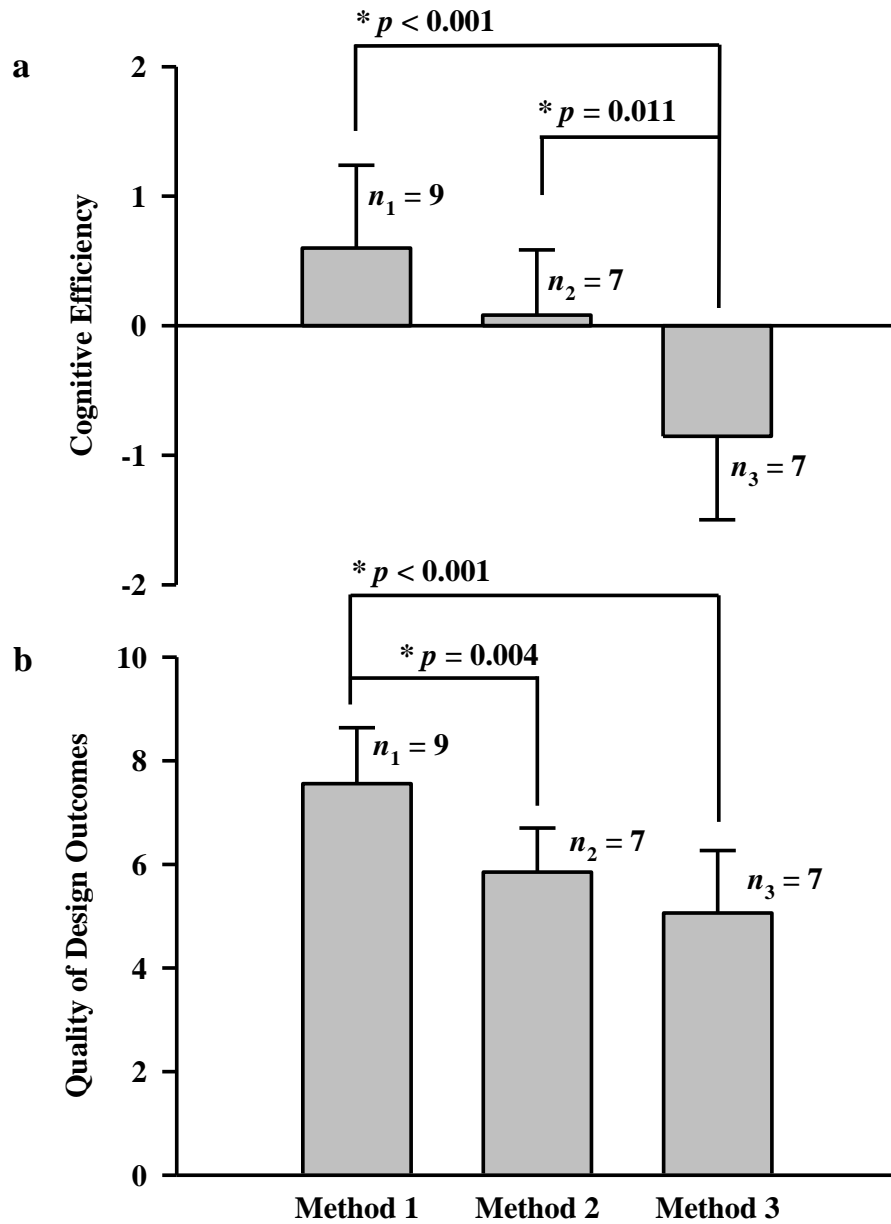 * p < 0.001
a
2
* p = 0.011
1
n1 = 9
n2 = 7
0
Cognitive Efficiency
-1
n3 = 7
-2
* p < 0.001
b
10
* p = 0.004
8
n1 = 9
n2 = 7
6
n3 = 7
Quality of Design Outcomes
4
2
0
Method 1 Method 2 Method 3